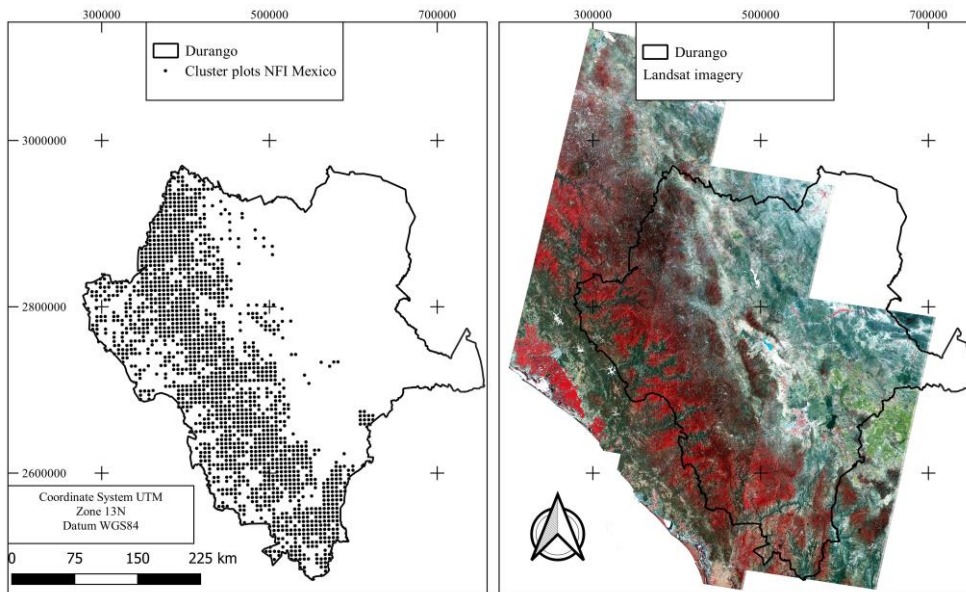 300000 500000 700000
Durango
Cluster plots NFI Mexico
3000000
2800000
2600000
Coordinate System UTM
Zone 13N
Datum WGS84
0 75 150 225 km
300000 500000 700000
Durango
Landsat imagery